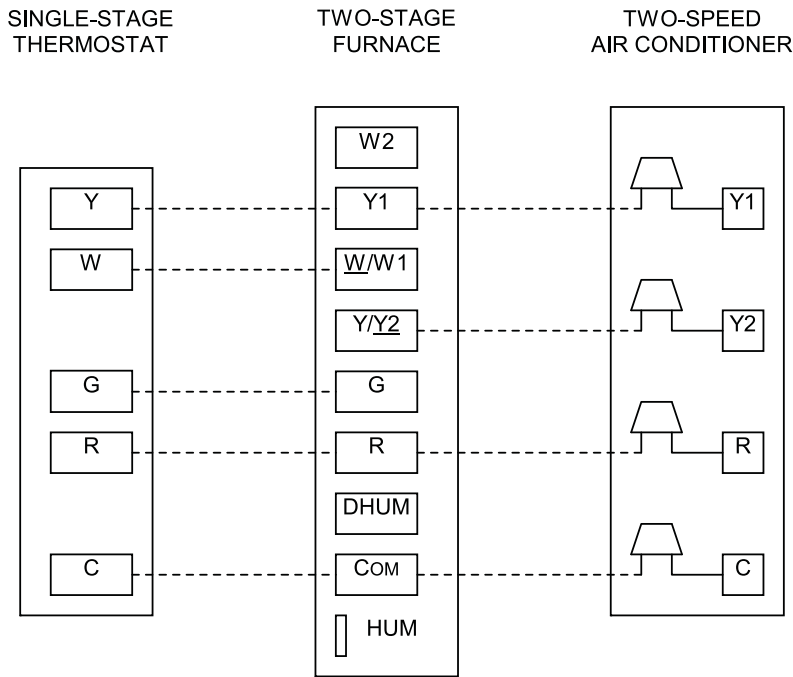 SINGLE-STAGE
THERMOSTAT
TWO-STAGE
FURNACE
TWO-SPEED
AIR CONDITIONER
W2
Y
Y1
Y1
W
W/W1
Y/Y2
Y2
G
G
R
R
R
DHUM
C
COM
C
HUM